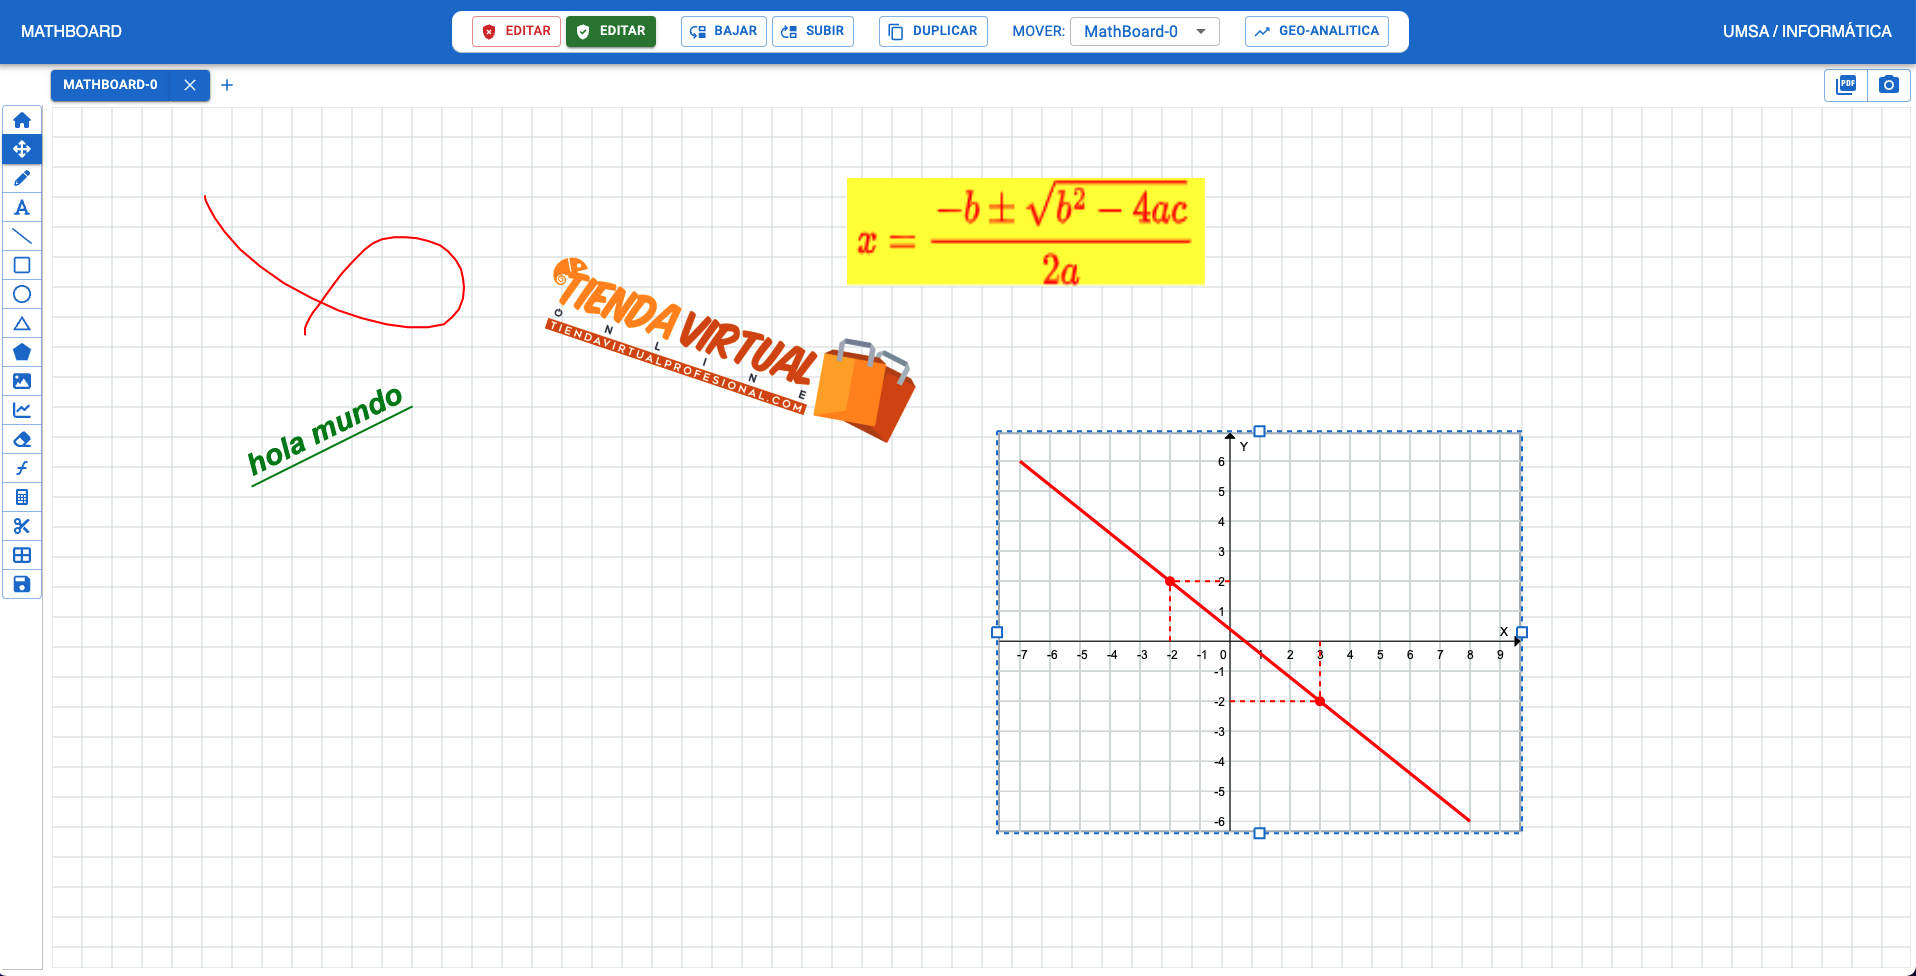 MATHBOARD
EDITAR EDITAR BAJAR SUBIR DUPLICAR MOVER: MathBoard-0 GEO-ANALITICA
UMSA / INFORMÁTICA
MATHBOARD-0
PDF
x = \frac{-b ± \sqrt{b^2 - 4ac}}{2a}
TIENDA VIRTUAL
ONLINE
TIENDAVIRTUALPROFESIONAL.COM
hola mundo
Y
6
5
4
3
2
1
X
-7 -6 -5 -4 -3 -2 -1 0 1 2 3 4 5 6 7 8 9
-1
-2
-3
-4
-5
-6